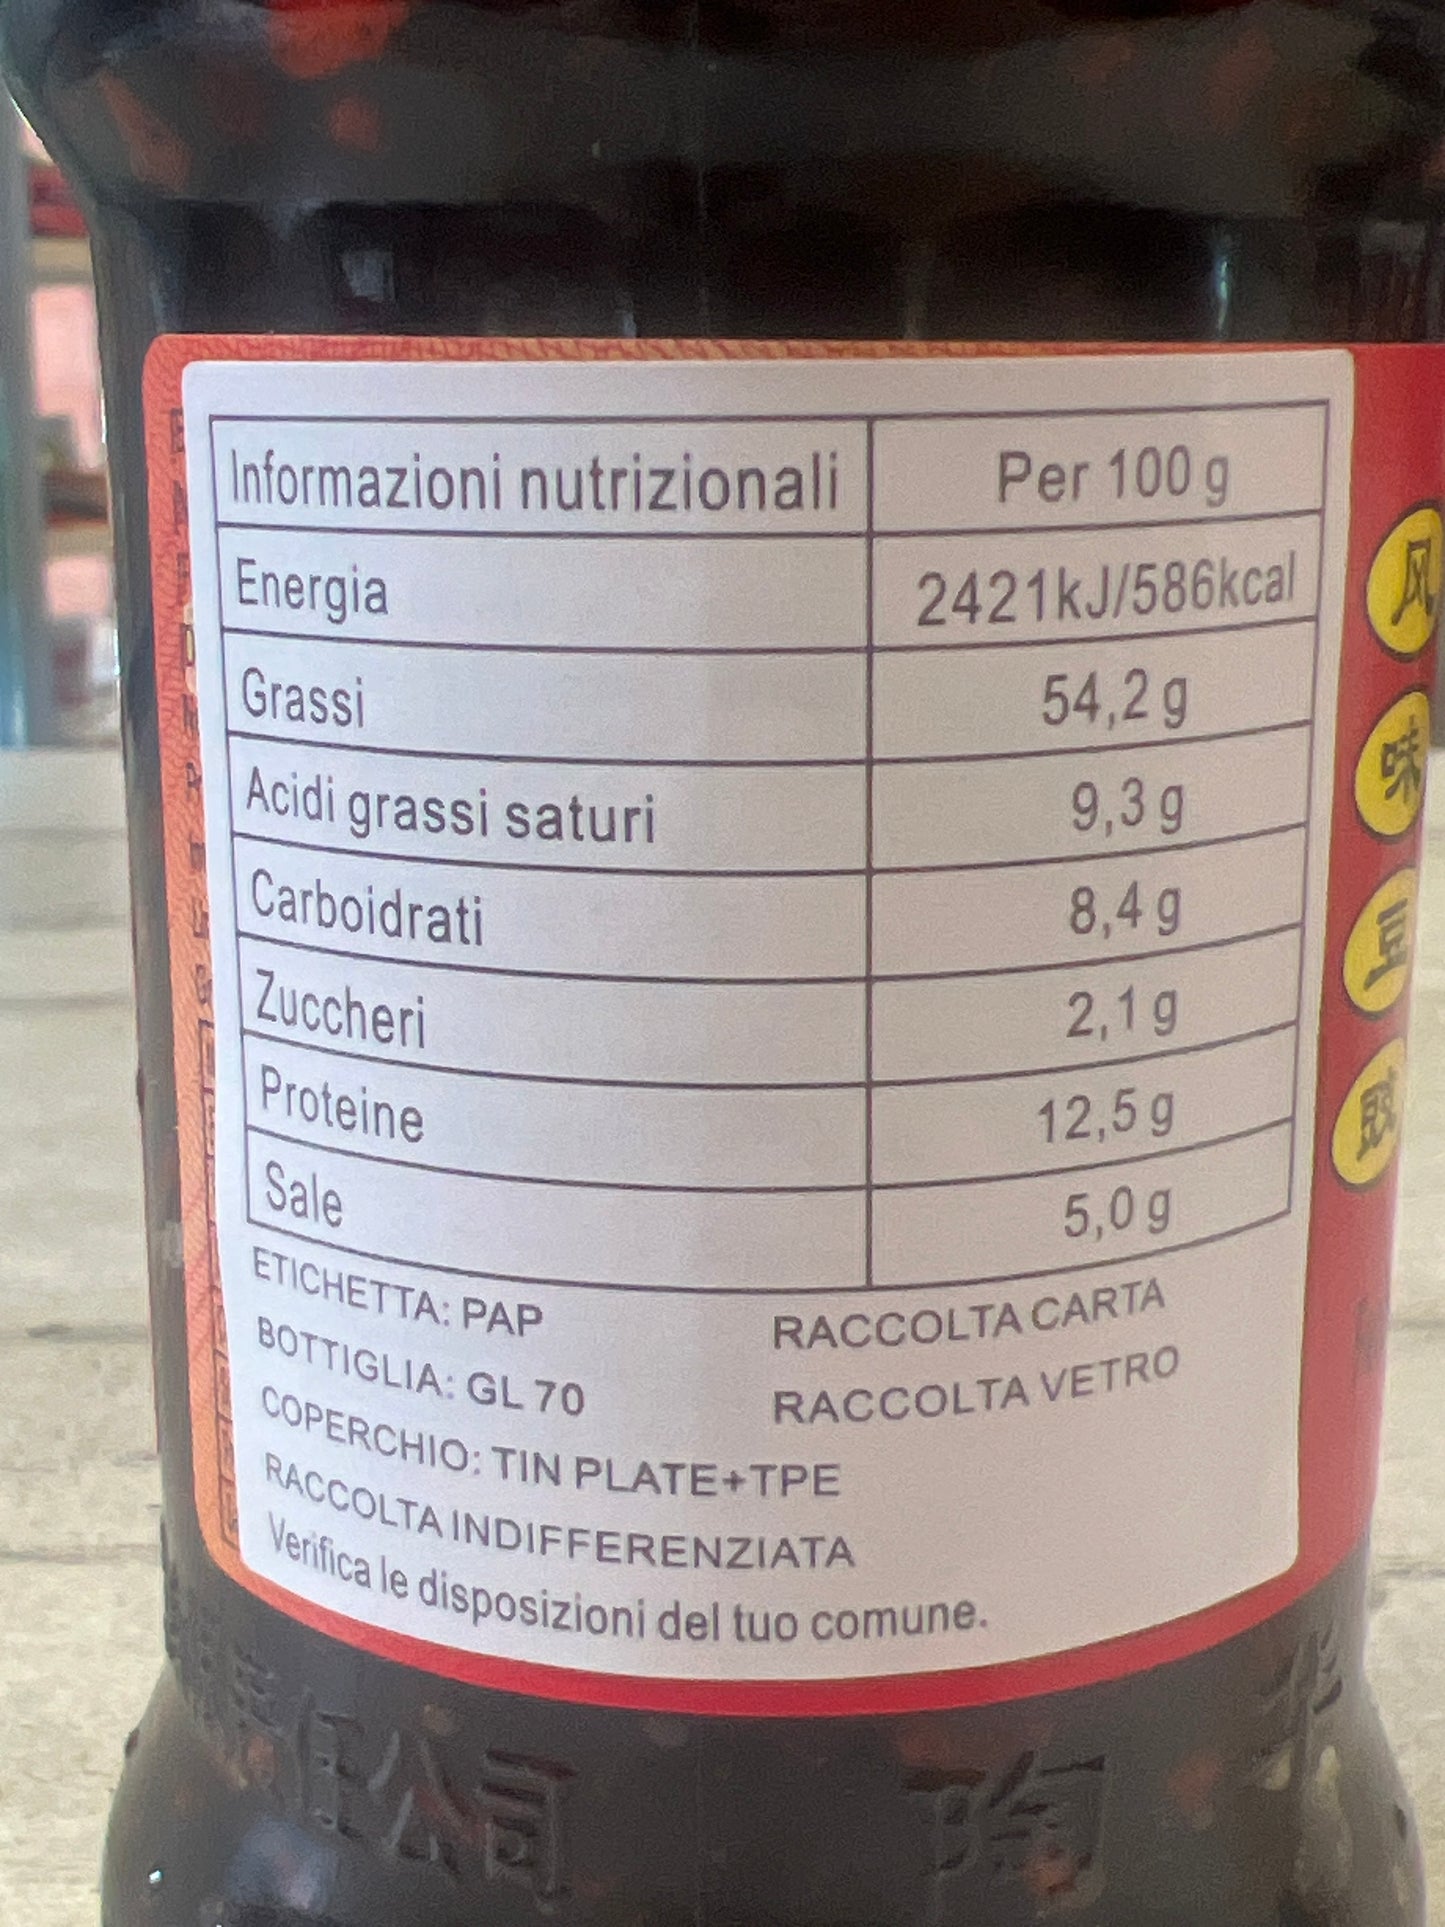 Informazioni nutrizionali Per 100 g
Energia 2421kJ/586kcal
Grassi 54,2 g
Acidi grassi saturi 9,3 g
Carboidrati 8,4 g
Zuccheri 2,1 g
Proteine 12,5 g
Sale 5,0 g
ETICHETTA: PAP RACCOLTA CARTA
BOTTIGLIA: GL 70 RACCOLTA VETRO
COPERCHIO: TIN PLATE+TPE
RACCOLTA INDIFFERENZIATA
Verifica le disposizioni del tuo comune.
风
味
豆
豉
任公司
陶